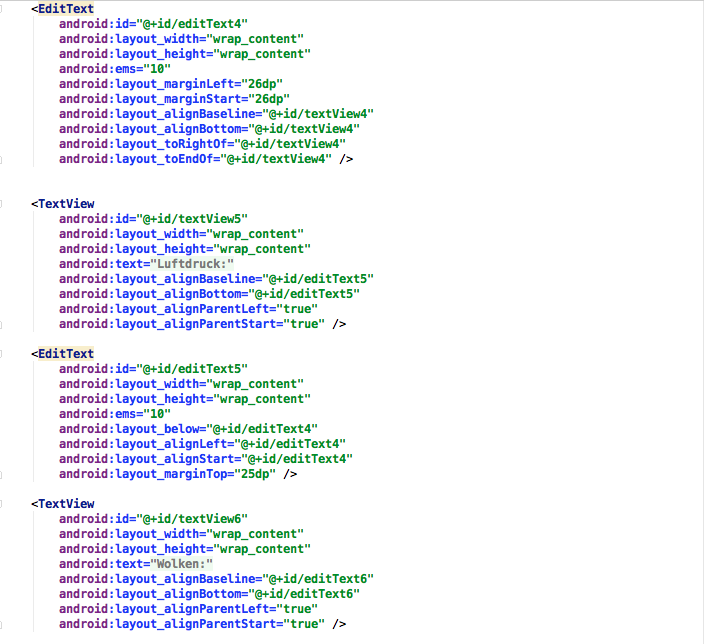 <EditText
android:id="@+id/editText4"
android:layout_width="wrap_content"
android:layout_height="wrap_content"
android:ems="10"
android:layout_marginLeft="26dp"
android:layout_marginStart="26dp"
android:layout_alignBaseline="@+id/textView4"
android:layout_alignBottom="@+id/textView4"
android:layout_toRightOf="@+id/textView4"
android:layout_toEndOf="@+id/textView4" />
<TextView
android:id="@+id/textView5"
android:layout_width="wrap_content"
android:layout_height="wrap_content"
android:text="Luftdruck:"
android:layout_alignBaseline="@+id/editText5"
android:layout_alignBottom="@+id/editText5"
android:layout_alignParentLeft="true"
android:layout_alignParentStart="true" />
<EditText
android:id="@+id/editText5"
android:layout_width="wrap_content"
android:layout_height="wrap_content"
android:ems="10"
android:layout_below="@+id/editText4"
android:layout_alignLeft="@+id/editText4"
android:layout_alignStart="@+id/editText4"
android:layout_marginTop="25dp" />
<TextView
android:id="@+id/textView6"
android:layout_width="wrap_content"
android:layout_height="wrap_content"
android:text="Wolken:"
android:layout_alignBaseline="@+id/editText6"
android:layout_alignBottom="@+id/editText6"
android:layout_alignParentLeft="true"
android:layout_alignParentStart="true" />